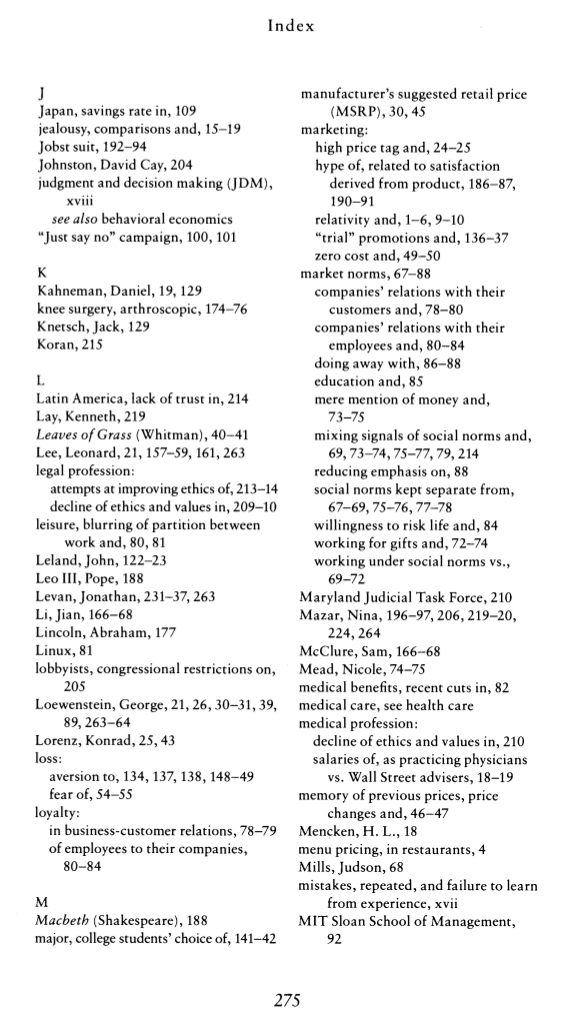 Index
J
Japan, savings rate in, 109
jealousy, comparisons and, 15–19
Jobst suit, 192–94
Johnston, David Cay, 204
judgment and decision making (JDM),
xviii
see also behavioral economics
“Just say no” campaign, 100, 101
K
Kahneman, Daniel, 19, 129
knee surgery, arthroscopic, 174–76
Knetsch, Jack, 129
Koran, 215
L
Latin America, lack of trust in, 214
Lay, Kenneth, 219
Leaves of Grass (Whitman), 40–41
Lee, Leonard, 21, 157–59, 161, 263
legal profession:
attempts at improving ethics of, 213–14
decline of ethics and values in, 209–10
leisure, blurring of partition between
work and, 80, 81
Leland, John, 122–23
Leo III, Pope, 188
Levan, Jonathan, 231–37, 263
Li, Jian, 166–68
Lincoln, Abraham, 177
Linux, 81
lobbyists, congressional restrictions on,
205
Loewenstein, George, 21, 26, 30–31, 39,
89, 263–64
Lorenz, Konrad, 25, 43
loss:
aversion to, 134, 137, 138, 148–49
fear of, 54–55
loyalty:
in business-customer relations, 78–79
of employees to their companies,
80–84
M
Macbeth (Shakespeare), 188
major, college students’ choice of, 141–42
manufacturer’s suggested retail price
(MSRP), 30, 45
marketing:
high price tag and, 24–25
hype of, related to satisfaction
derived from product, 186–87,
190–91
relativity and, 1–6, 9–10
“trial” promotions and, 136–37
zero cost and, 49–50
market norms, 67–88
companies’ relations with their
customers and, 78–80
companies’ relations with their
employees and, 80–84
doing away with, 86–88
education and, 85
mere mention of money and,
73–75
mixing signals of social norms and,
69, 73–74, 75–77, 79, 214
reducing emphasis on, 88
social norms kept separate from,
67–69, 75–76, 77–78
willingness to risk life and, 84
working for gifts and, 72–74
working under social norms vs.,
69–72
Maryland Judicial Task Force, 210
Mazar, Nina, 196–97, 206, 219–20,
224, 264
McClure, Sam, 166–68
Mead, Nicole, 74–75
medical benefits, recent cuts in, 82
medical care, see health care
medical profession:
decline of ethics and values in, 210
salaries of, as practicing physicians
vs. Wall Street advisers, 18–19
memory of previous prices, price
changes and, 46–47
Mencken, H. L., 18
menu pricing, in restaurants, 4
Mills, Judson, 68
mistakes, repeated, and failure to learn
from experience, xvii
MIT Sloan School of Management,
92
275